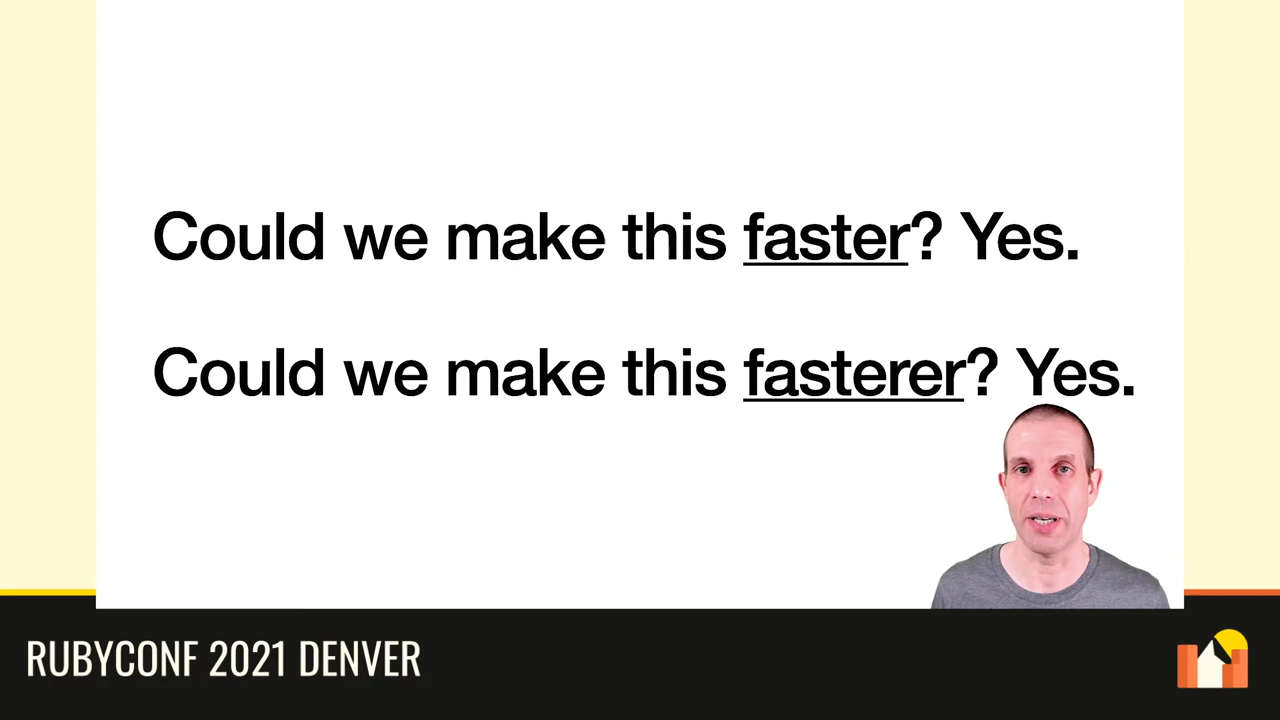 Could we make this faster? Yes.
Could we make this fasterer? Yes.
RUBYCONF 2021 DENVER